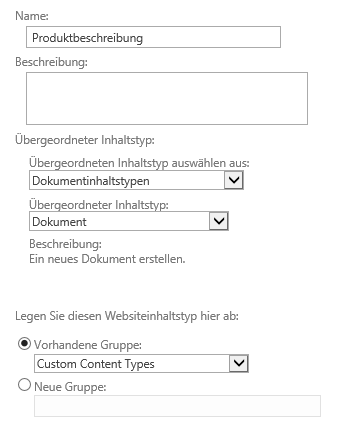 Name:
Produktbeschreibung
Beschreibung:
Übergeordneter Inhaltstyp:
Übergeordneten Inhaltstyp auswählen aus:
Dokumentinhaltstypen
Übergeordneter Inhaltstyp:
Dokument
Beschreibung:
Ein neues Dokument erstellen.
Legen Sie diesen Websiteinhaltstyp hier ab:
Vorhandene Gruppe:
Custom Content Types
Neue Gruppe: